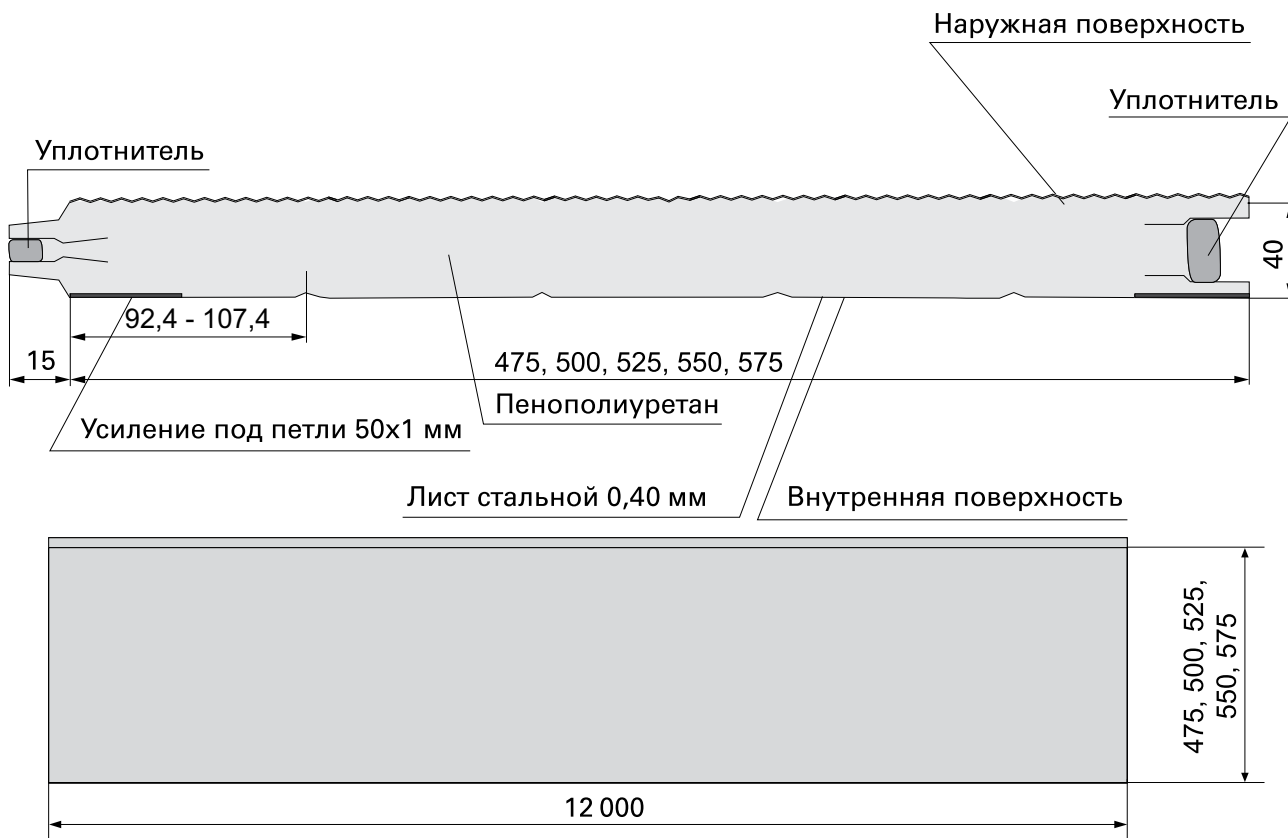 Наружная поверхность
Уплотнитель
Уплотнитель
40
92,4 - 107,4
15
475, 500, 525, 550, 575
Пенополиуретан
Усиление под петли 50х1 мм
Лист стальной 0,40 мм
Внутренняя поверхность
475, 500, 525,
550, 575
12 000